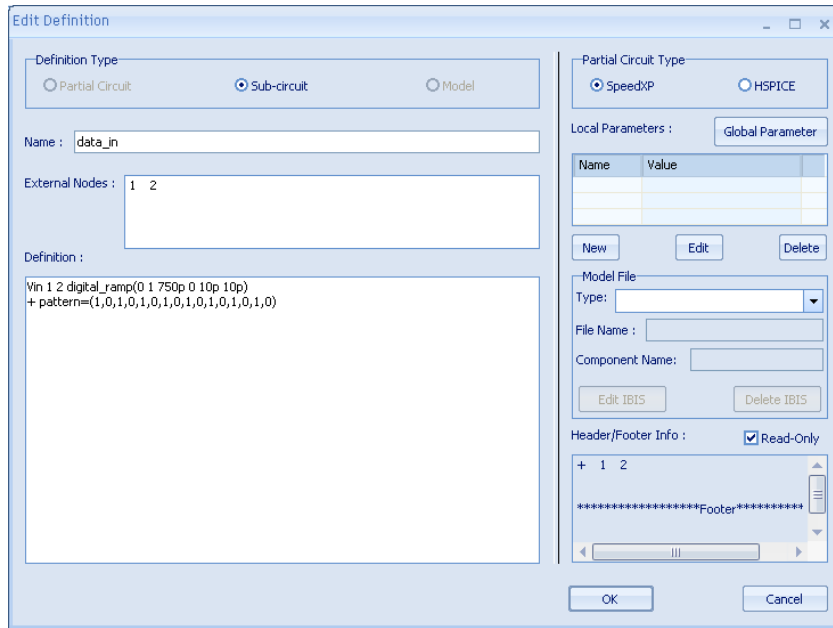 Edit Definition
Definition Type
Partial Circuit Sub-circuit Model
Name : data_in
External Nodes : 1 2
Definition :
Vin 1 2 digital_ramp(0 1 750p 0 10p 10p)
+ pattern=(1,0,1,0,1,0,1,0,1,0,1,0,1,0,1,0)
Partial Circuit Type
SpeedXP HSPICE
Local Parameters : Global Parameter
Name Value
New Edit Delete
Model File
Type:
File Name :
Component Name:
Edit IBIS Delete IBIS
Header/Footer Info : Read-Only
+ 1 2
*******************Footer**********
OK Cancel